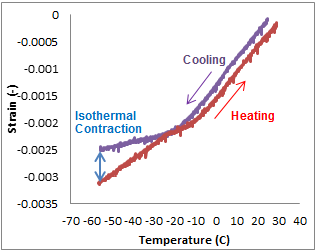 0
-0.0005
-0.001
-0.0015
-0.002
-0.0025
-0.003
-0.0035
Strain (-)
Cooling
Heating
Isothermal
Contraction
-70 -60 -50 -40 -30 -20 -10 0 10 20 30 40
Temperature (C)